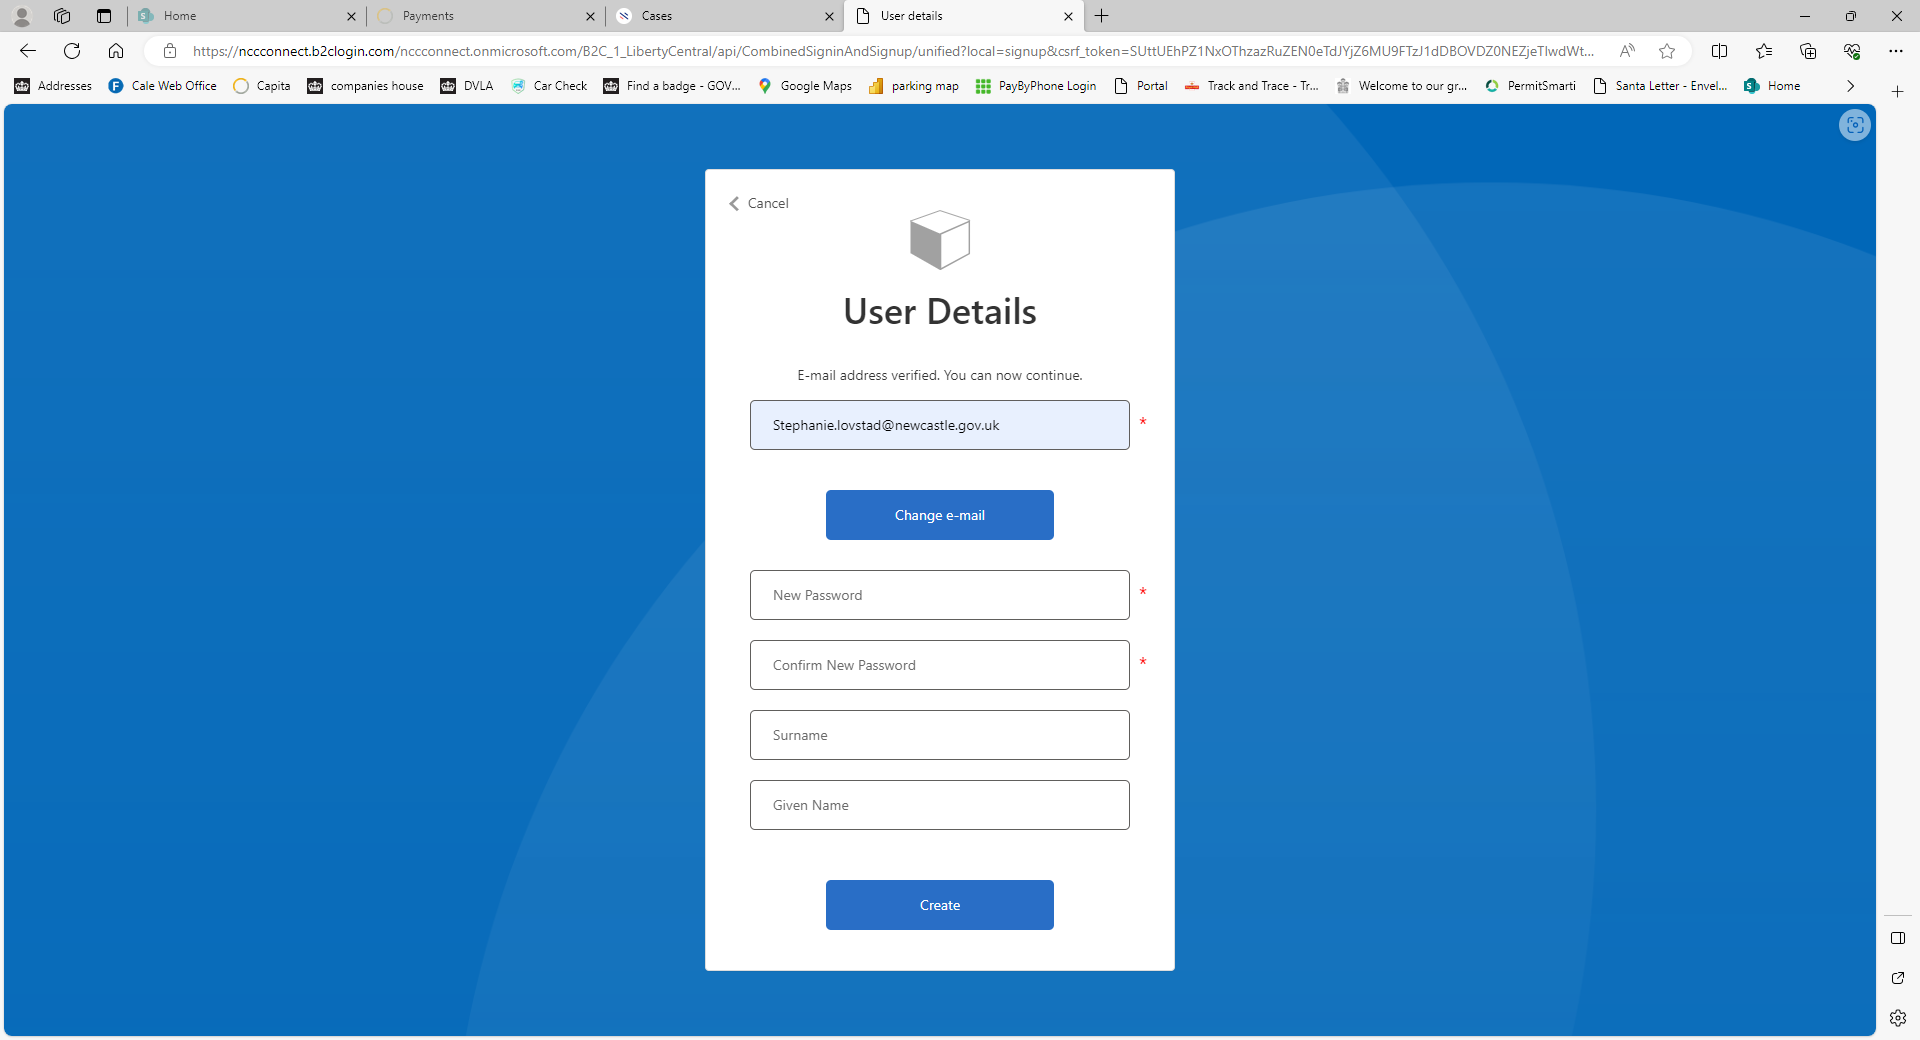 Home
Payments
Cases
User details
https://nccconnect.b2clogin.com/nccconnect.onmicrosoft.com/B2C_1_LibertyCentral/api/CombinedSigninAndSignup/unified?local=signup&csrf_token=SUttUEhPZ1NxOThzazRuZEN0eTdJYjZ6MU9FTzJ1dDBOVDZ0NEZjeTIwdWt...
Addresses
Cale Web Office
Capita
companies house
DVLA
Car Check
Find a badge - GOV...
Google Maps
parking map
PayByPhone Login
Portal
Track and Trace - Tr...
Welcome to our gr...
PermitSmarti
Santa Letter - Envel...
Home
Cancel
User Details
E-mail address verified. You can now continue.
Stephanie.lovstad@newcastle.gov.uk
*
Change e-mail
New Password
*
Confirm New Password
*
Surname
Given Name
Create